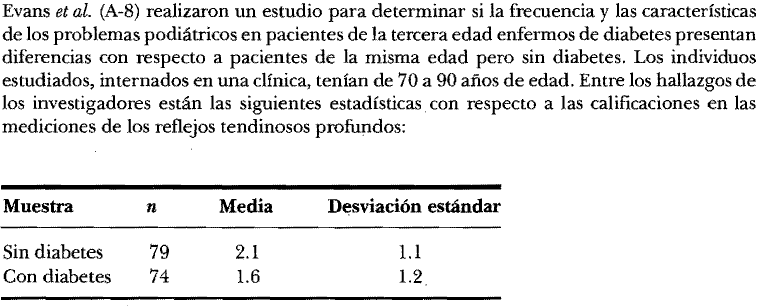 Evans et al. (A-8) realizaron un estudio para determinar si la frecuencia y las características
de los problemas podiátricos en pacientes de la tercera edad enfermos de diabetes presentan
diferencias con respecto a pacientes de la misma edad pero sin diabetes. Los individuos
estudiados, internados en una clínica, tenían de 70 a 90 años de edad. Entre los hallazgos de
los investigadores están las siguientes estadísticas con respecto a las calificaciones en las
mediciones de los reflejos tendinosos profundos:
Muestra n Media Desviación estándar
Sin diabetes 79 2.1 1.1
Con diabetes 74 1.6 1.2